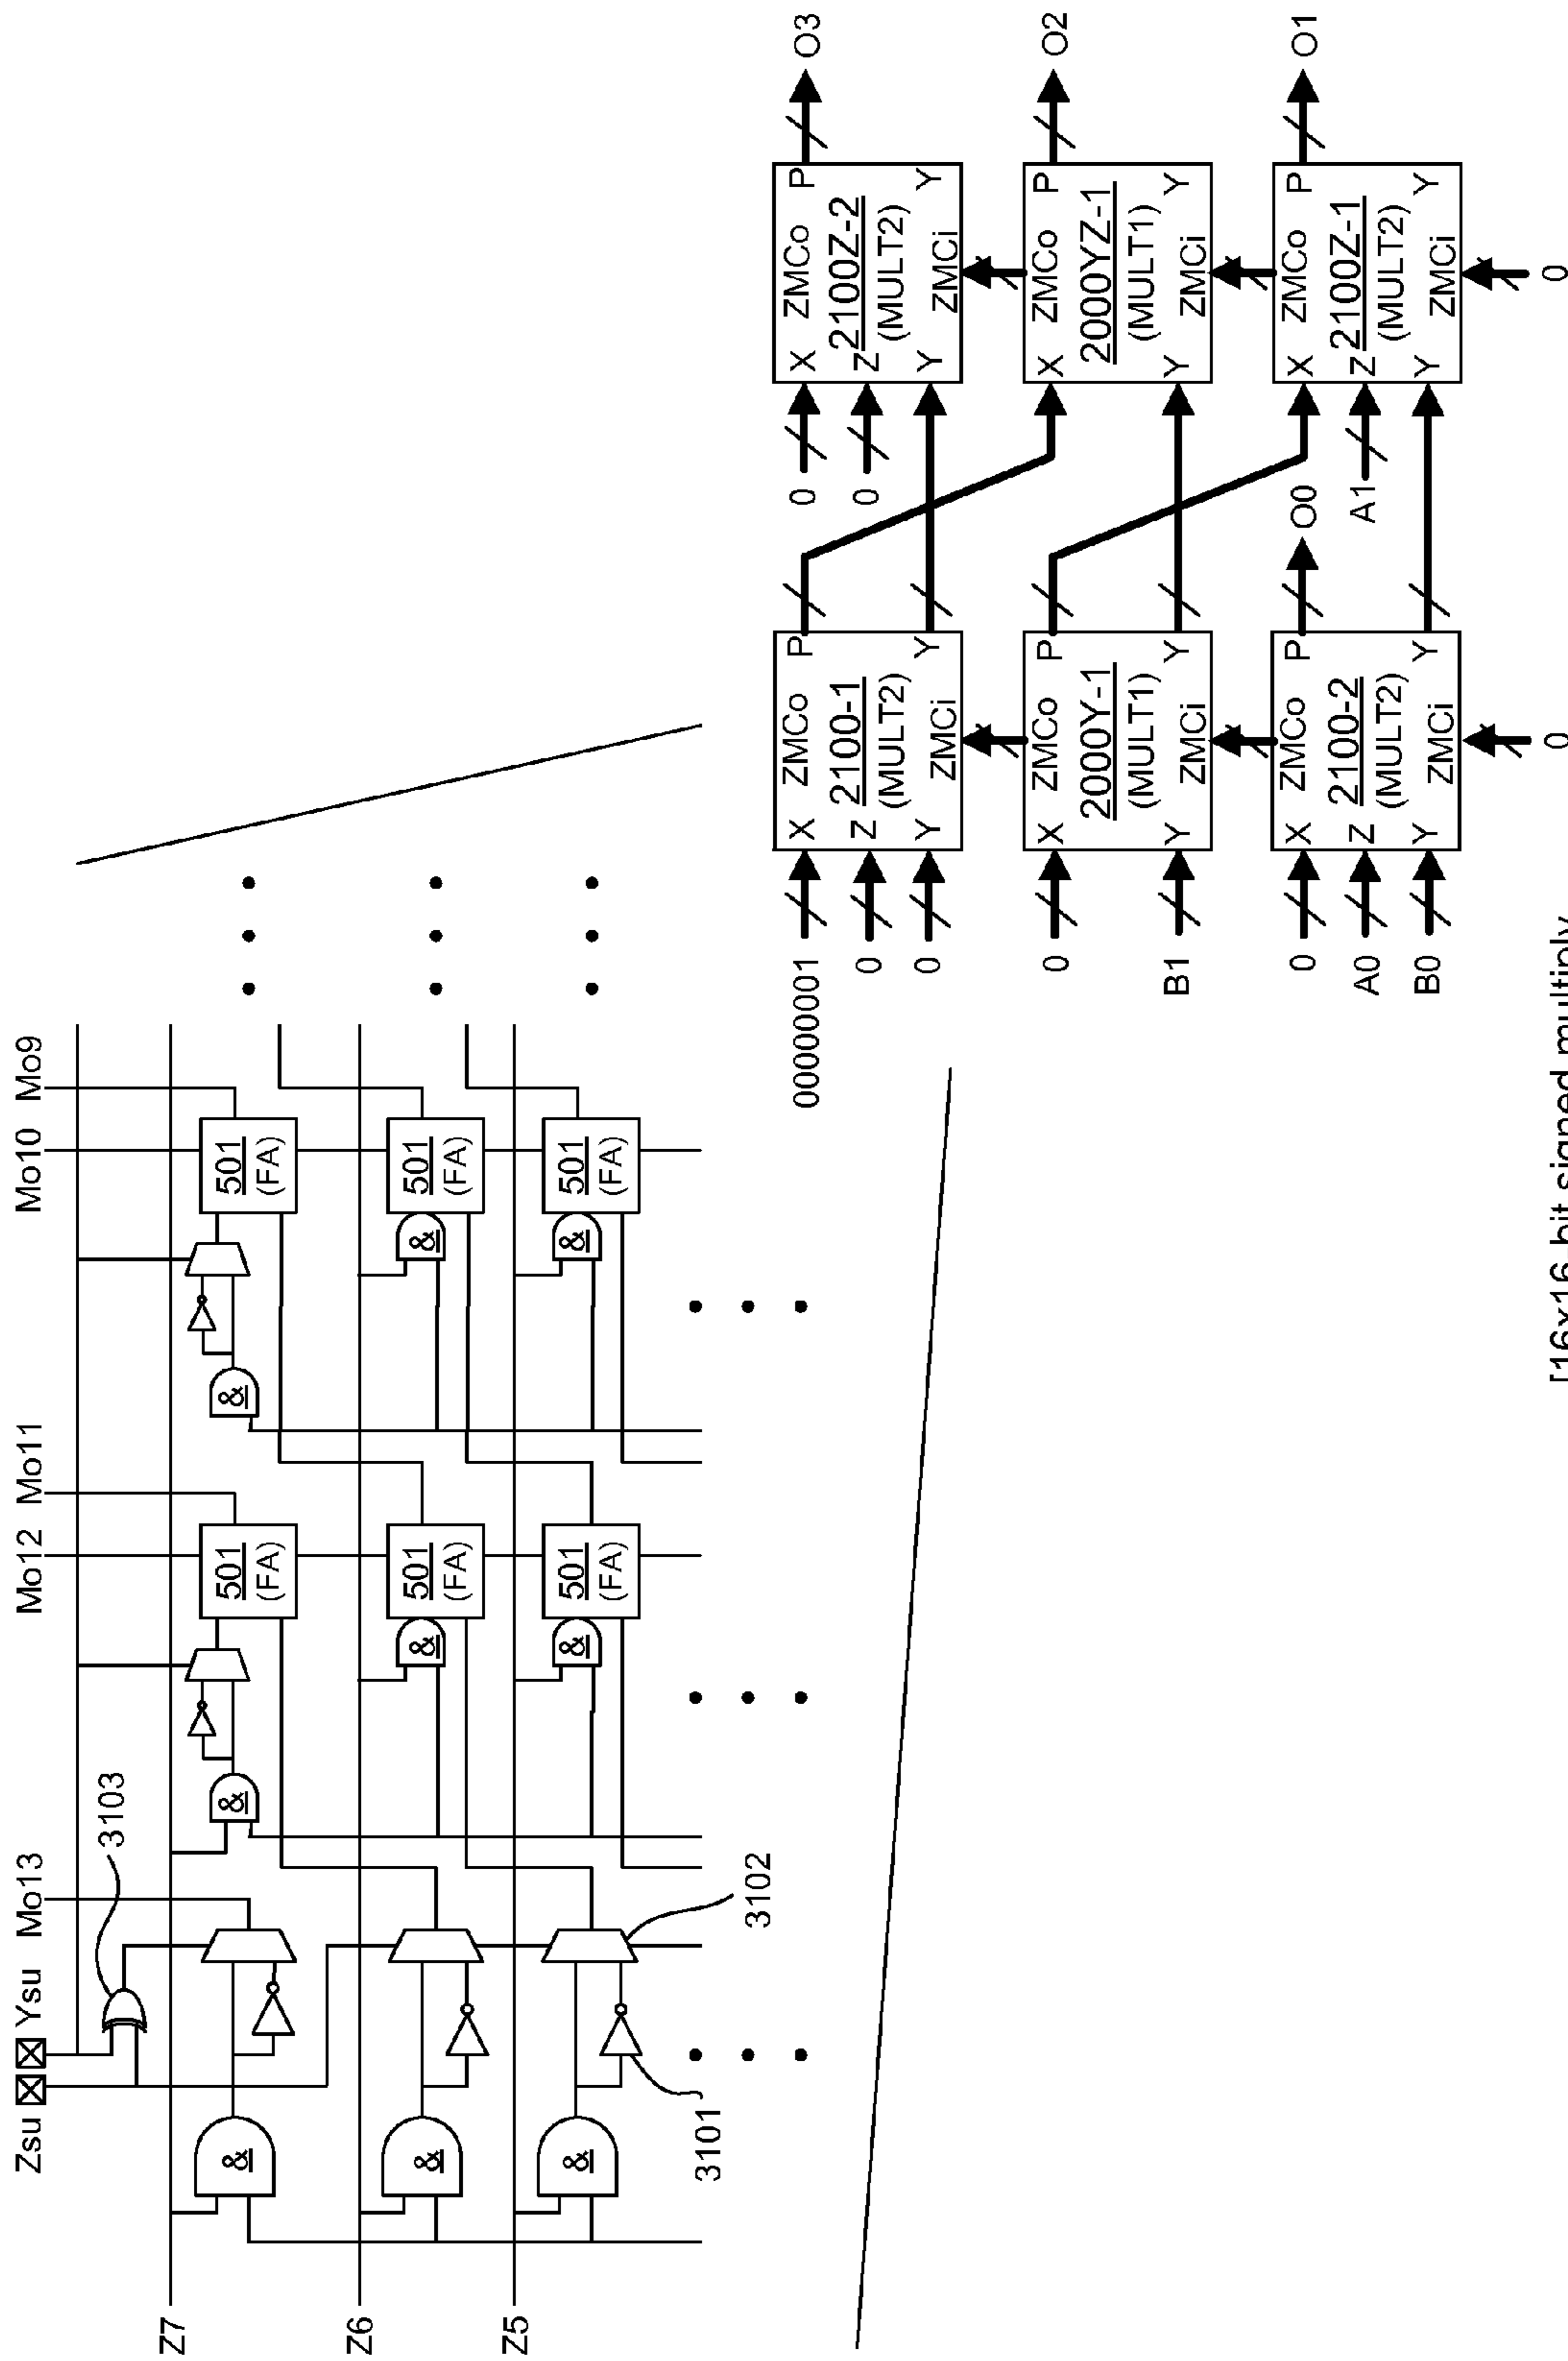 Zsu Ysu Mo13 Mo12 Mo11 Mo10 Mo9
3103
Z7
& & 501 & 501
(FA) (FA)
Z6
& & 501 & 501
(FA) (FA)
Z5
& & 501 & 501
(FA) (FA)
3101
3102
00000001 X ZMCo P 0 X ZMCo P O3
0 Z 2100-1 0 Z 2100Z-2
(MULT2) (MULT2)
0 Y Y Y Y
ZMCi ZMCi
0 X ZMCo P X ZMCo P O2
2000Y-1 2000YZ-1
(MULT1) (MULT1)
B1 Y Y Y Y
ZMCi ZMCi
0 X ZMCo P O0 X ZMCo P O1
A0 Z 2100-2 A1 Z 2100Z-1
(MULT2) (MULT2)
B0 Y Y Y Y
ZMCi ZMCi
0 0
[16x16-bit signed multiply